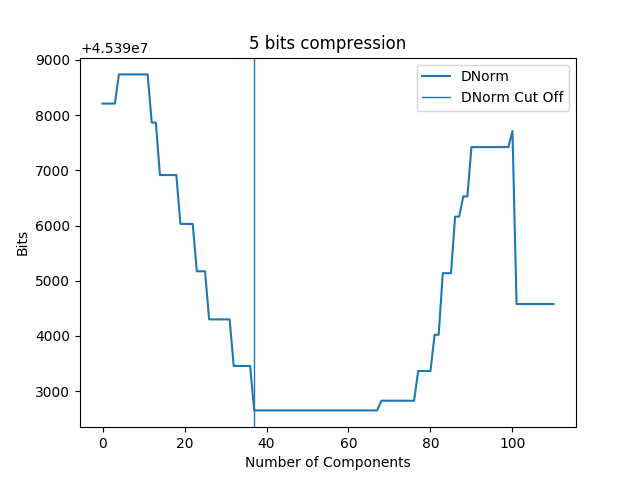 5 bits compression
+4.539e7
DNorm
DNorm Cut Off
9000
8000
7000
6000
5000
4000
3000
Bits
0 20 40 60 80 100
Number of Components